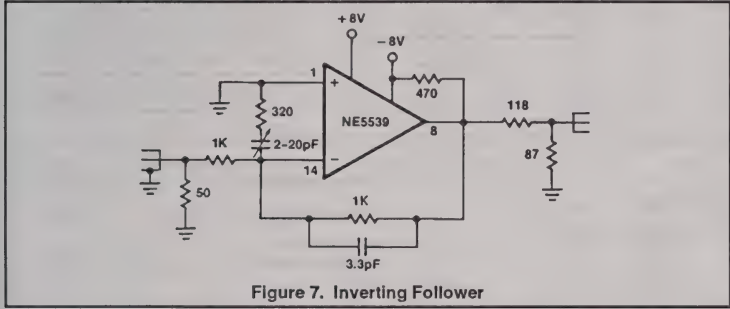 +8V
−8V
1
+
470
320
NE5539
118
8
1K
2–20pF
87
−
14
50
1K
3.3pF
Figure 7. Inverting Follower